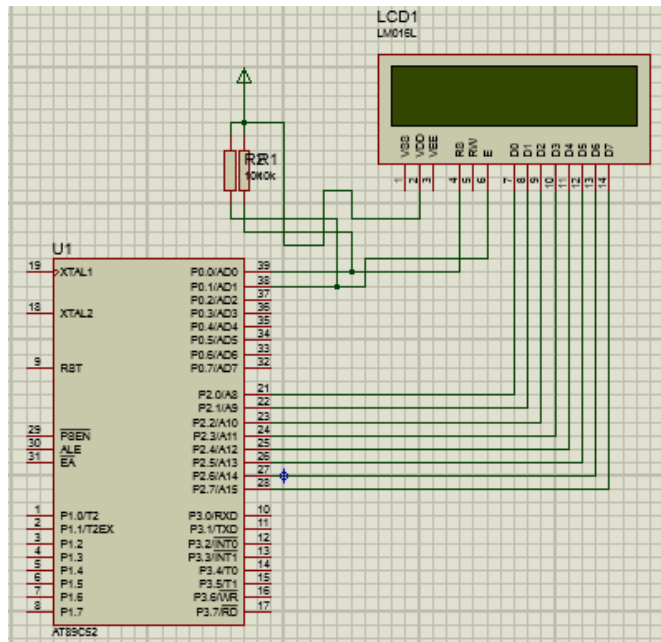 LCD1
LM016L
VSS
VDD
VEE
RS
RW
E
D0
D1
D2
D3
D4
D5
D6
D7
1
2
3
4
5
6
7
8
9
10
11
12
13
14
R1
10k
U1
19 XTAL1 P0.0/AD0 39
P0.1/AD1 38
P0.2/AD2 37
18 XTAL2 P0.3/AD3 36
P0.4/AD4 35
P0.5/AD5 34
P0.6/AD6 33
9 RST P0.7/AD7 32
P2.0/A8 21
P2.1/A9 22
P2.2/A10 23
29 PSEN P2.3/A11 24
30 ALE P2.4/A12 25
31 EA P2.5/A13 26
P2.6/A14 27
P2.7/A15 28
1 P1.0/T2 P3.0/RXD 10
2 P1.1/T2EX P3.1/TXD 11
3 P1.2 P3.2/INT0 12
4 P1.3 P3.3/INT1 13
5 P1.4 P3.4/T0 14
6 P1.5 P3.5/T1 15
7 P1.6 P3.6/WR 16
8 P1.7 P3.7/RD 17
AT89C52